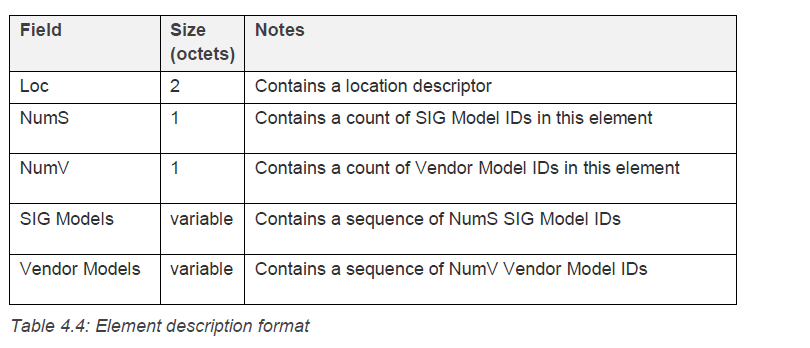 Field Size (octets) Notes
Loc 2 Contains a location descriptor
NumS 1 Contains a count of SIG Model IDs in this element
NumV 1 Contains a count of Vendor Model IDs in this element
SIG Models variable Contains a sequence of NumS SIG Model IDs
Vendor Models variable Contains a sequence of NumV Vendor Model IDs
Table 4.4: Element description format